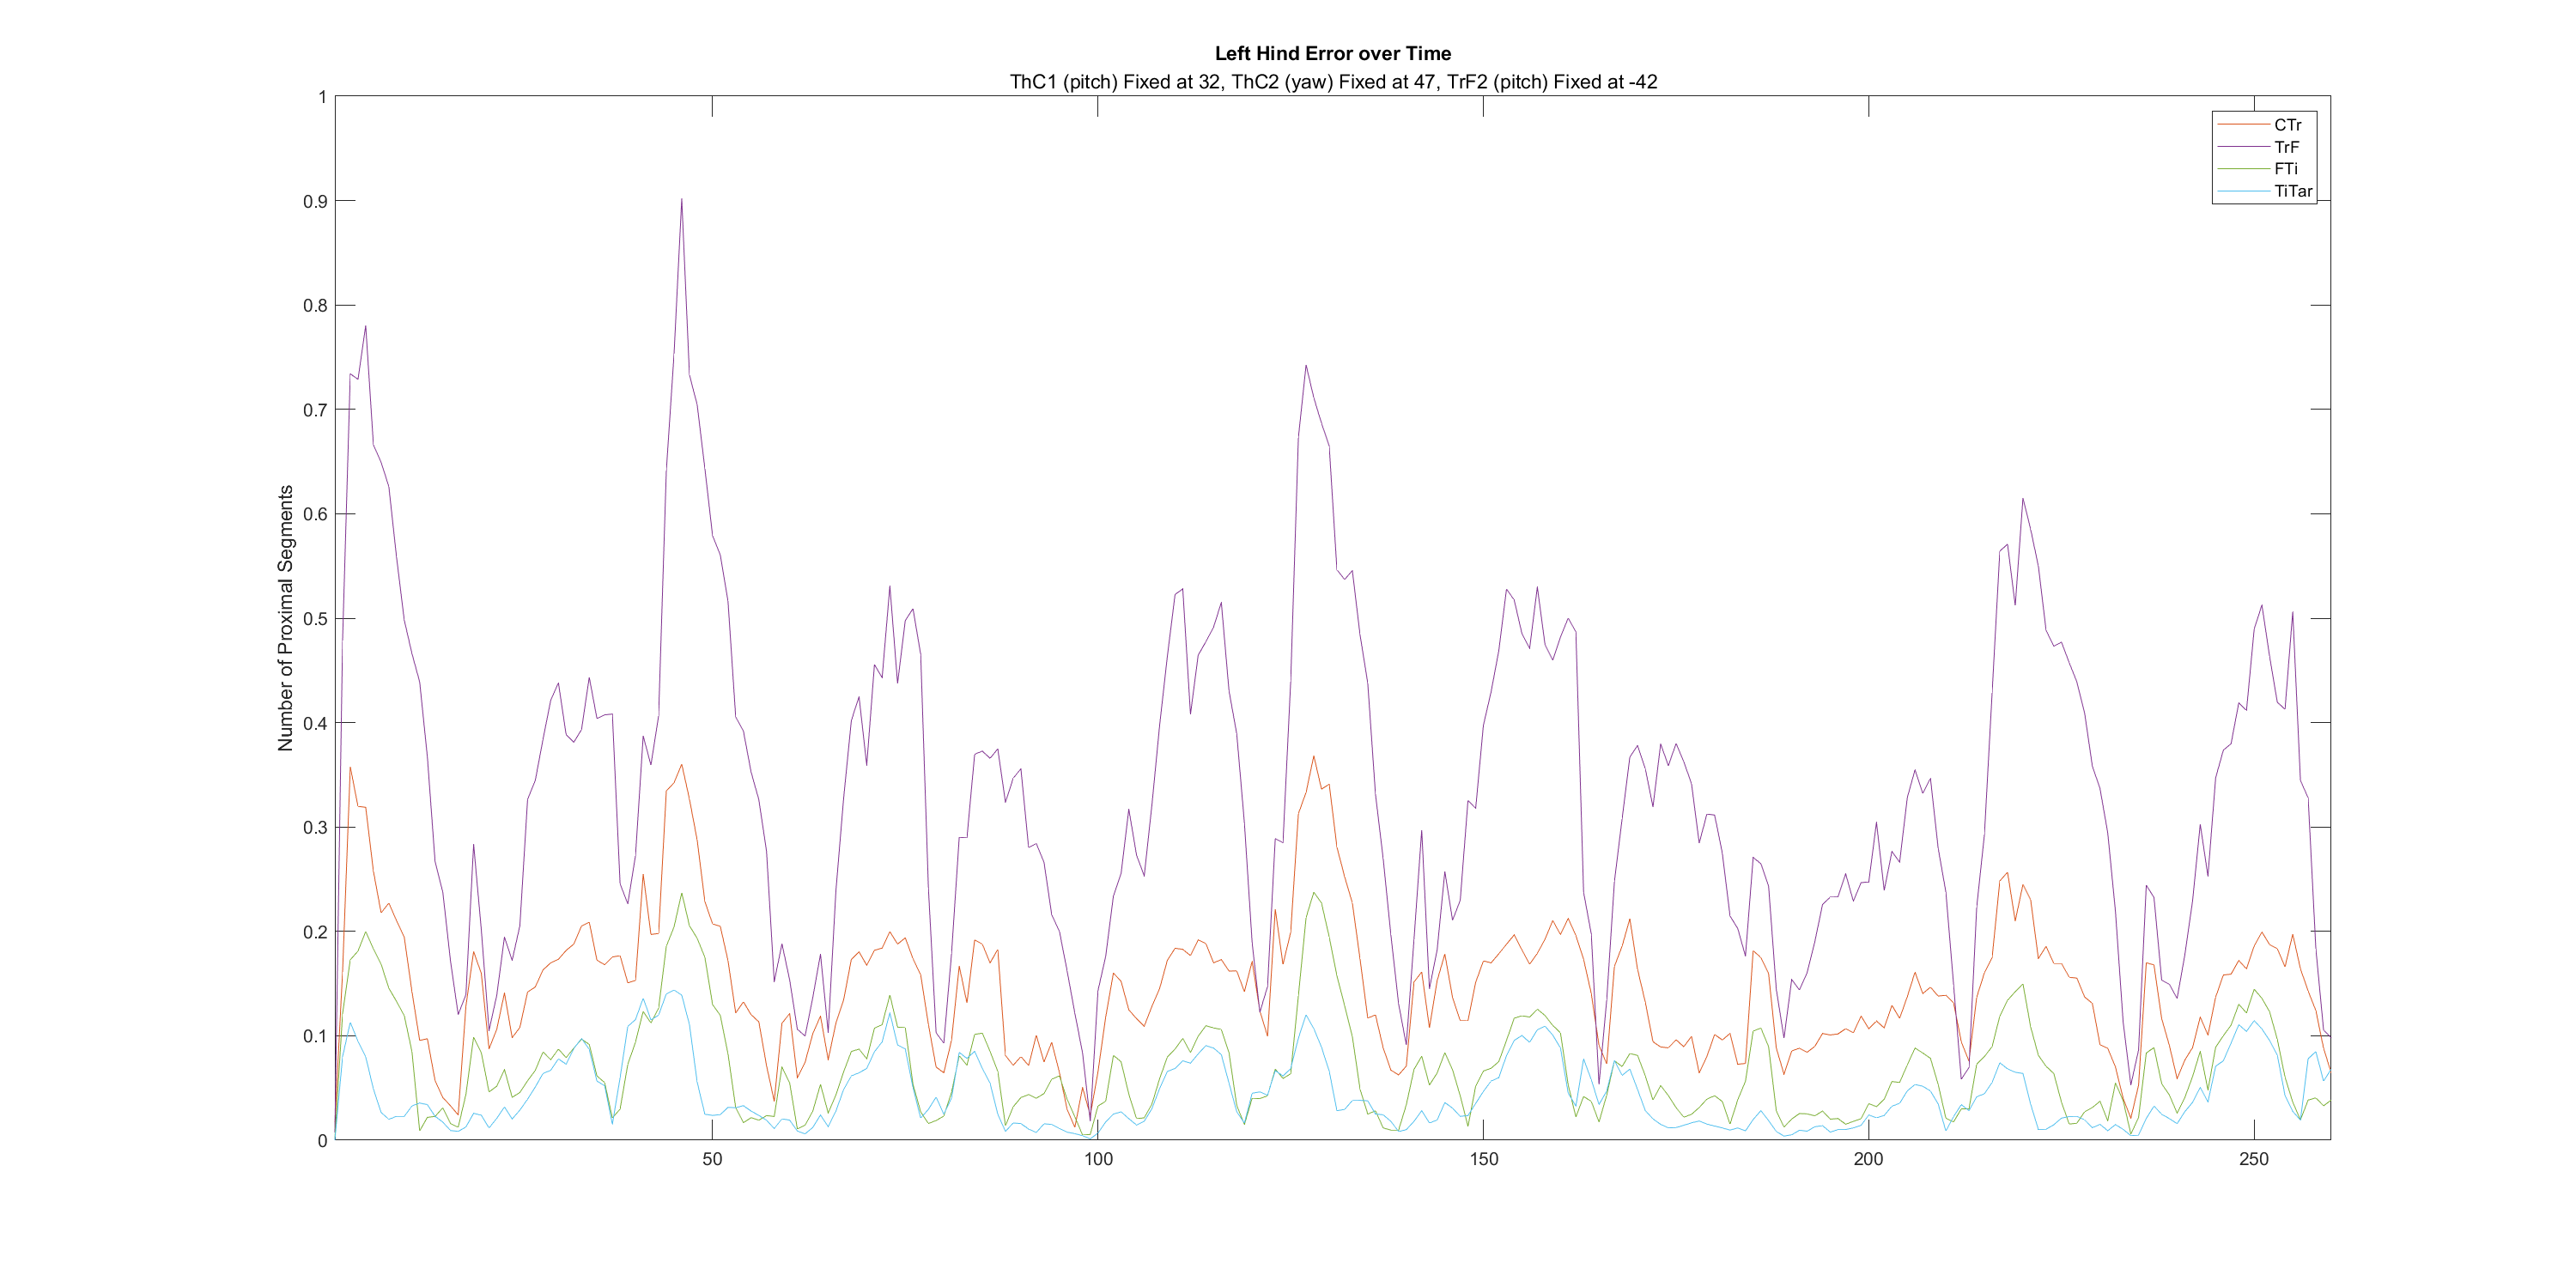 Left Hind Error over Time
ThC1 (pitch) Fixed at 32, ThC2 (yaw) Fixed at 47, TrF2 (pitch) Fixed at -42
CTr
TrF
FTi
TiTar
Number of Proximal Segments
1
0.9
0.8
0.7
0.6
0.5
0.4
0.3
0.2
0.1
0
50
100
150
200
250